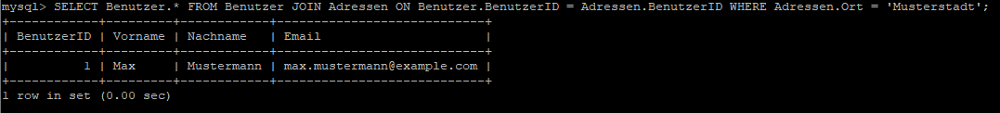 mysql> SELECT Benutzer.* FROM Benutzer JOIN Adressen ON Benutzer.BenutzerID = Adressen.BenutzerID WHERE Adressen.Ort = 'Musterstadt';
+------------+---------+------------+----------------------------+
| BenutzerID | Vorname | Nachname   | Email                      |
+------------+---------+------------+----------------------------+
|          1 | Max     | Mustermann | max.mustermann@example.com |
+------------+---------+------------+----------------------------+
1 row in set (0.00 sec)